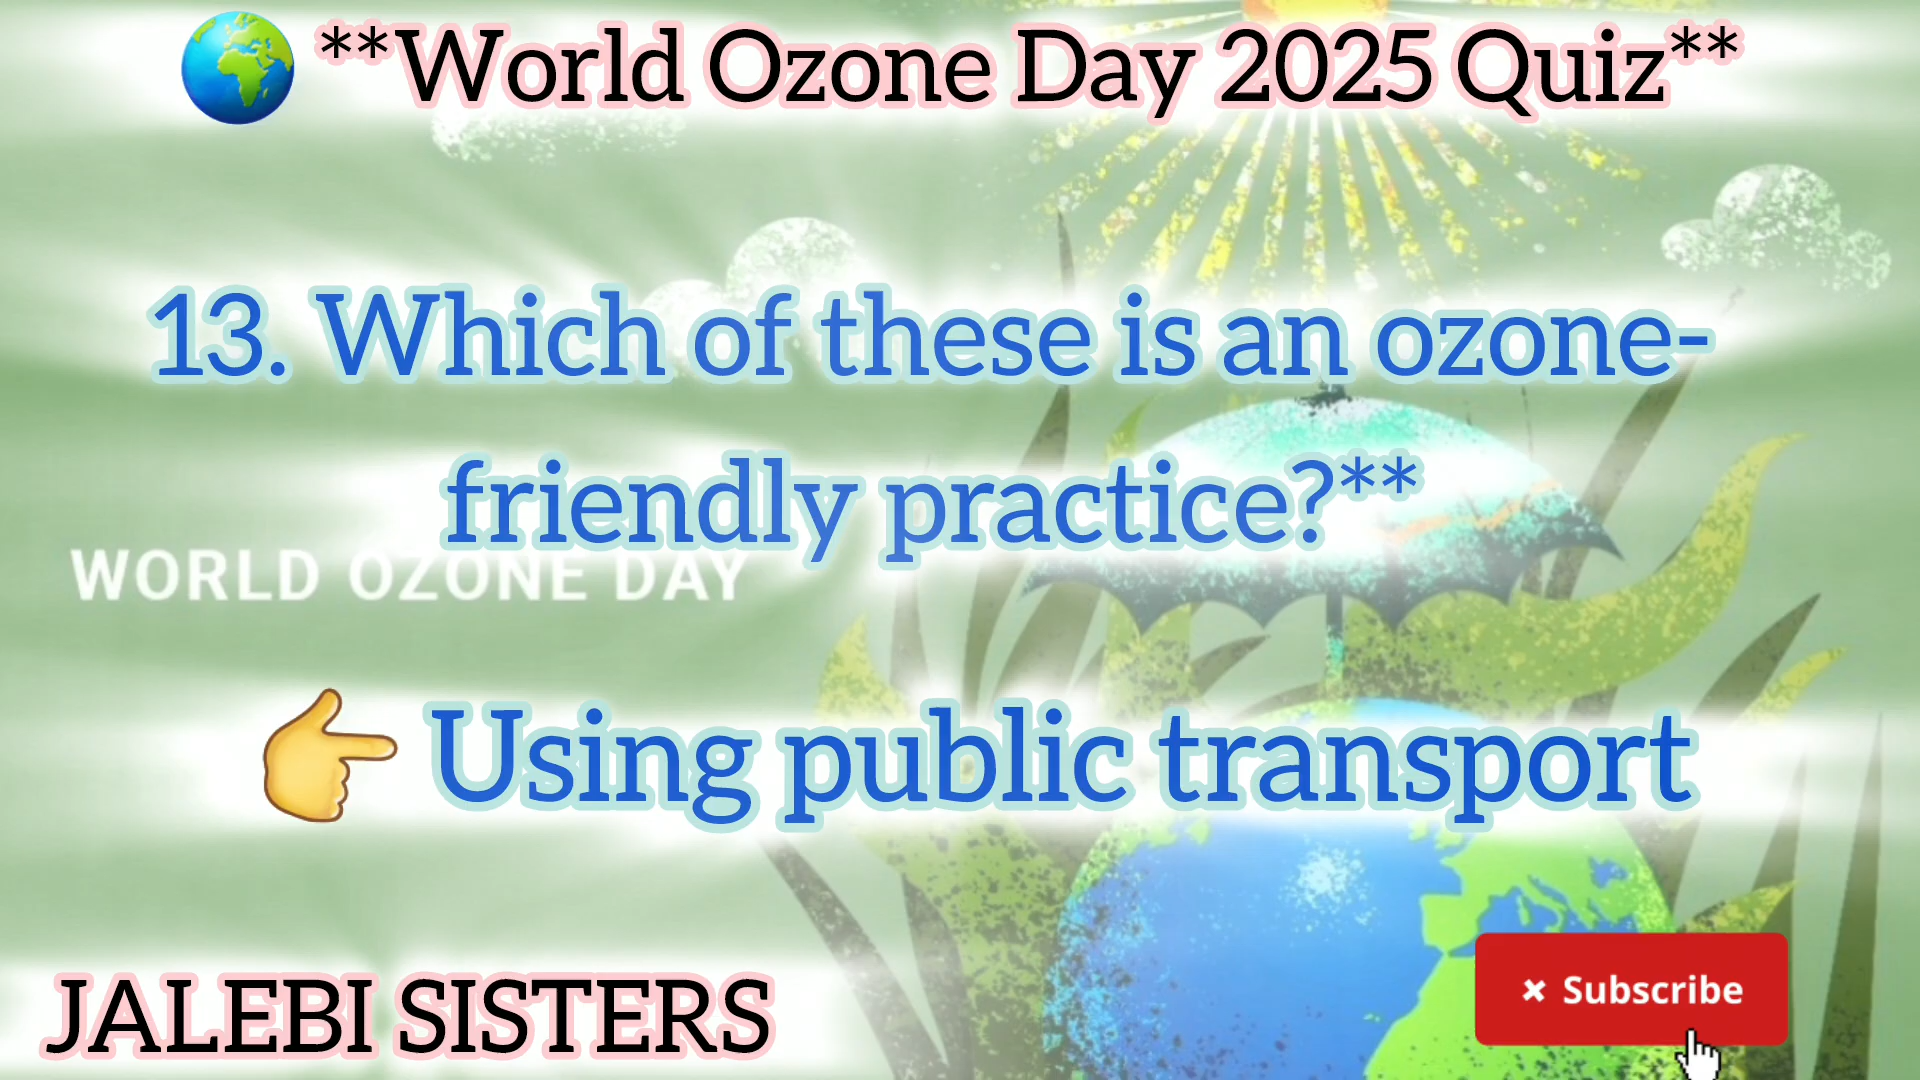 **World Ozone Day 2025 Quiz**
13. Which of these is an ozone-
friendly practice?**
WORLD OZONE DAY
Using public transport
JALEBI SISTERS
× Subscribe